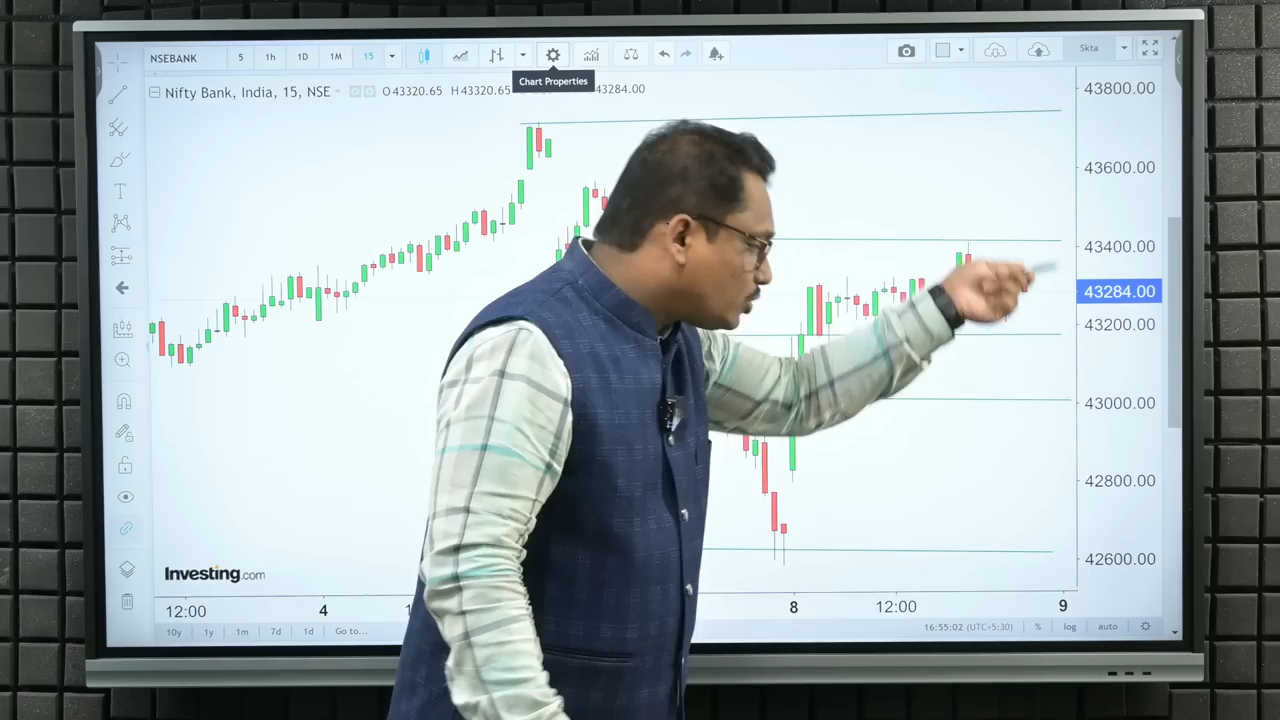 NSEBANK 5 1h 1D 1M 15 Skta
Chart Properties
Nifty Bank, India, 15, NSE O43320.65 H43320.65 43284.00
43800.00
43600.00
43400.00
43284.00
43200.00
43000.00
42800.00
42600.00
Investing.com
12:00 4 1 8 12:00 9
10y 1y 1m 7d 1d Go to... 16:55:02 (UTC+5:30) % log auto